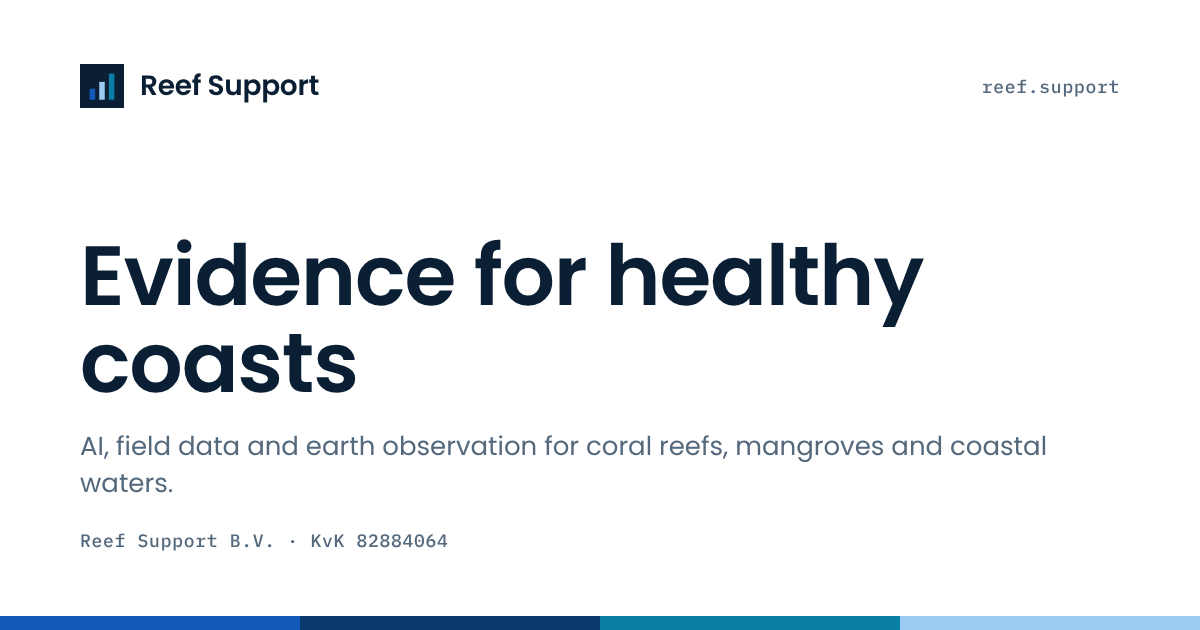 Reef Support
reef.support
Evidence for healthy
coasts
AI, field data and earth observation for coral reefs, mangroves and coastal
waters.
Reef Support B.V. · KvK 82884064